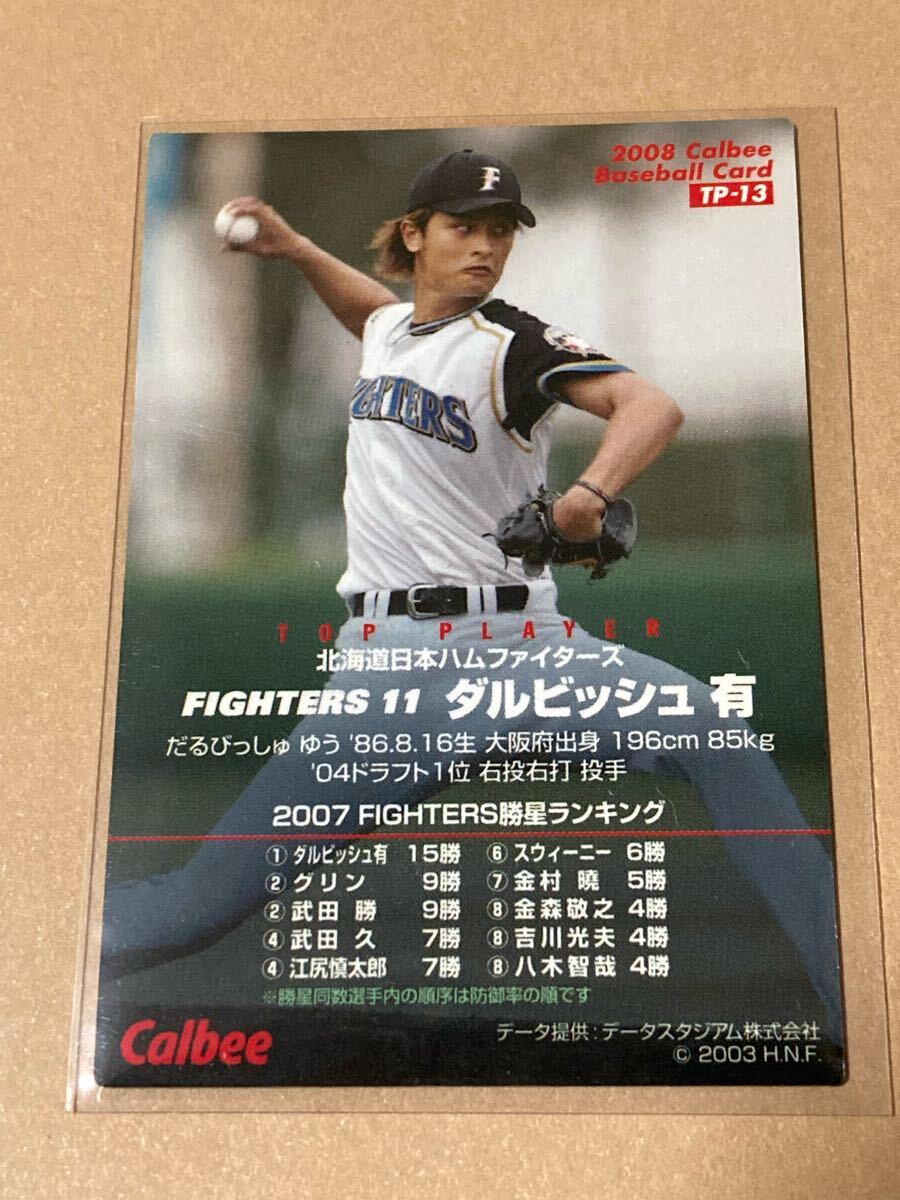 2008 Calbee
Baseball Card
TP-13
F
FIGHTERS
TOP PLAYER
北海道日本ハムファイターズ
FIGHTERS 11 ダルビッシュ 有
だるびっしゅ ゆう '86.8.16生 大阪府出身 196cm 85kg
'04ドラフト1位 右投右打 投手
2007 FIGHTERS勝星ランキング
① ダルビッシュ有 15勝 ⑥ スウィーニー 6勝
② グリン 9勝 ⑦ 金村 曉 5勝
② 武田 勝 9勝 ⑧ 金森敬之 4勝
④ 武田 久 7勝 ⑧ 吉川光夫 4勝
④ 江尻慎太郎 7勝 ⑧ 八木智哉 4勝
※勝星同数選手内の順序は防御率の順です
Calbee
データ提供:データスタジアム株式会社
© 2003 H.N.F.